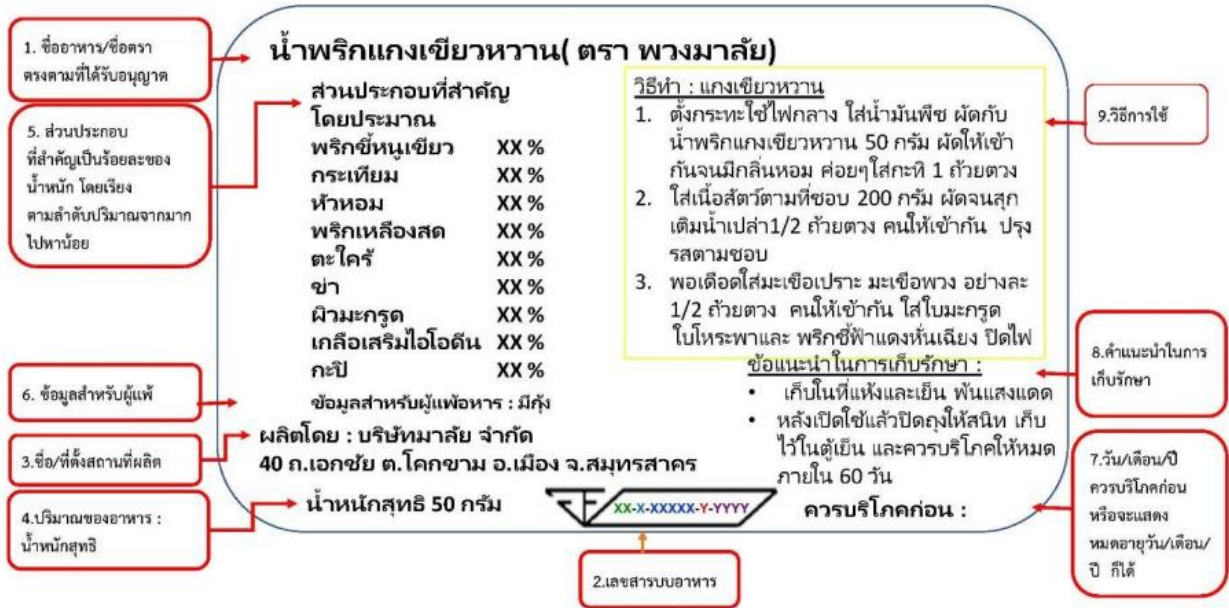 1. ชื่ออาหาร/ชื่อตรา
ตรงตามที่ได้รับอนุญาต
5. ส่วนประกอบ
ที่สำคัญเป็นร้อยละของ
น้ำหนัก โดยเรียง
ตามลำดับปริมาณจากมาก
ไปหาน้อย
6. ข้อมูลสำหรับผู้แพ้
3.ชื่อ/ที่ตั้งสถานที่ผลิต
4.ปริมาณของอาหาร :
น้ำหนักสุทธิ
น้ำพริกแกงเขียวหวาน( ตรา พวงมาลัย)
ส่วนประกอบที่สำคัญ
โดยประมาณ
พริกขี้หนูเขียว XX %
กระเทียม XX %
หัวหอม XX %
พริกเหลืองสด XX %
ตะใคร้ XX %
ข่า XX %
ผิวมะกรูด XX %
เกลือเสริมไอโอดีน XX %
กะปิ XX %
ข้อมูลสำหรับผู้แพ้อหาร : มีกุ้ง
ผลิตโดย : บริษัทมาลัย จำกัด
40 ถ.เอกชัย ต.โคกขาม อ.เมือง จ.สมุทรสาคร
น้ำหนักสุทธิ 50 กรัม
XX-X-XXXXX-Y-YYYY
2.เลขสารบบอาหาร
วิธีทำ : แกงเขียวหวาน
1. ตั้งกระทะใช้ไฟกลาง ใส่น้ำมันพืช ผัดกับ
น้ำพริกแกงเขียวหวาน 50 กรัม ผัดให้เข้า
กันจนมีกลิ่นหอม ค่อยๆใส่กะทิ 1 ถ้วยตวง
2. ใส่เนื้อสัตว์ตามที่ชอบ 200 กรัม ผัดจนสุก
เติมน้ำเปล่า1/2 ถ้วยตวง คนให้เข้ากัน ปรุง
รสตามชอบ
3. พอเดือดใส่มะเขือเปราะ มะเขือพวง อย่างละ
1/2 ถ้วยตวง คนให้เข้ากัน ใส่ใบมะกรูด
ใบโหระพาและ พริกชี้ฟ้าแดงหั่นเฉียง ปิดไฟ
ข้อแนะนำในการเก็บรักษา :
• เก็บในที่แห้งและเย็น พ้นแสงแดด
• หลังเปิดใช้แล้วปิดถุงให้สนิท เก็บ
ไว้ในตู้เย็น และควรบริโภคให้หมด
ภายใน 60 วัน
ควรบริโภคก่อน :
9.วิธีการใช้
8.คำแนะนำในการ
เก็บรักษา
7.วัน/เดือน/ปี
ควรบริโภคก่อน
หรือจะแสดง
หมดอายุวัน/เดือน/
ปี ก็ได้